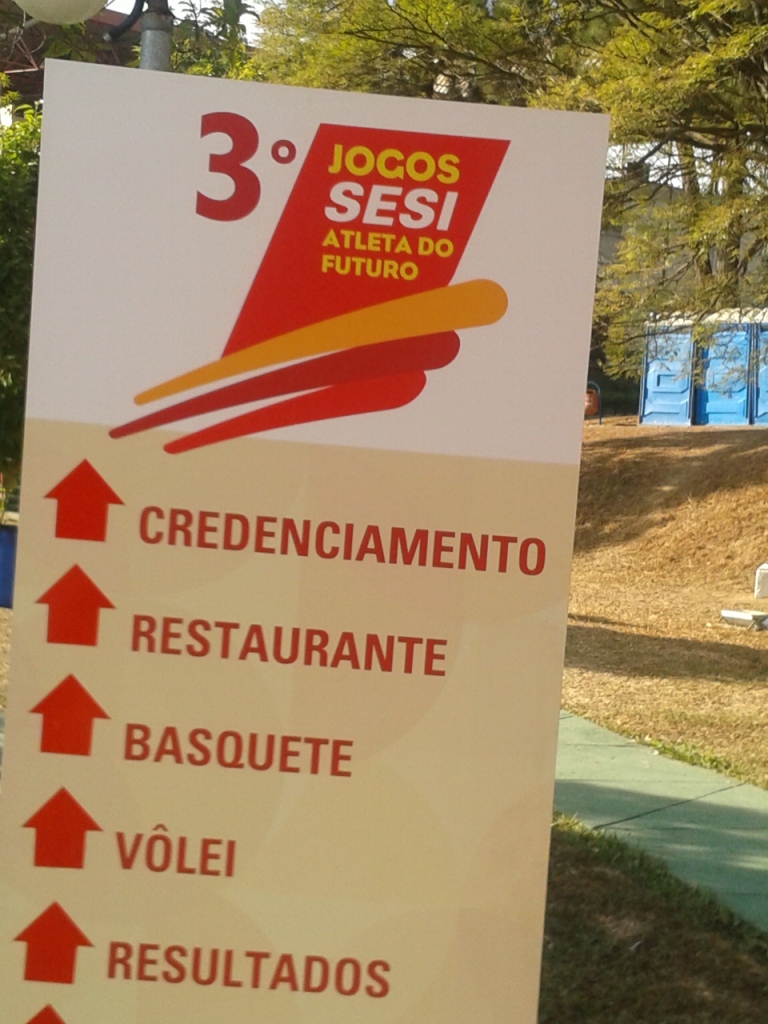 3º
JOGOS
SESI
ATLETA DO
FUTURO
CREDENCIAMENTO
RESTAURANTE
BASQUETE
VÔLEI
RESULTADOS